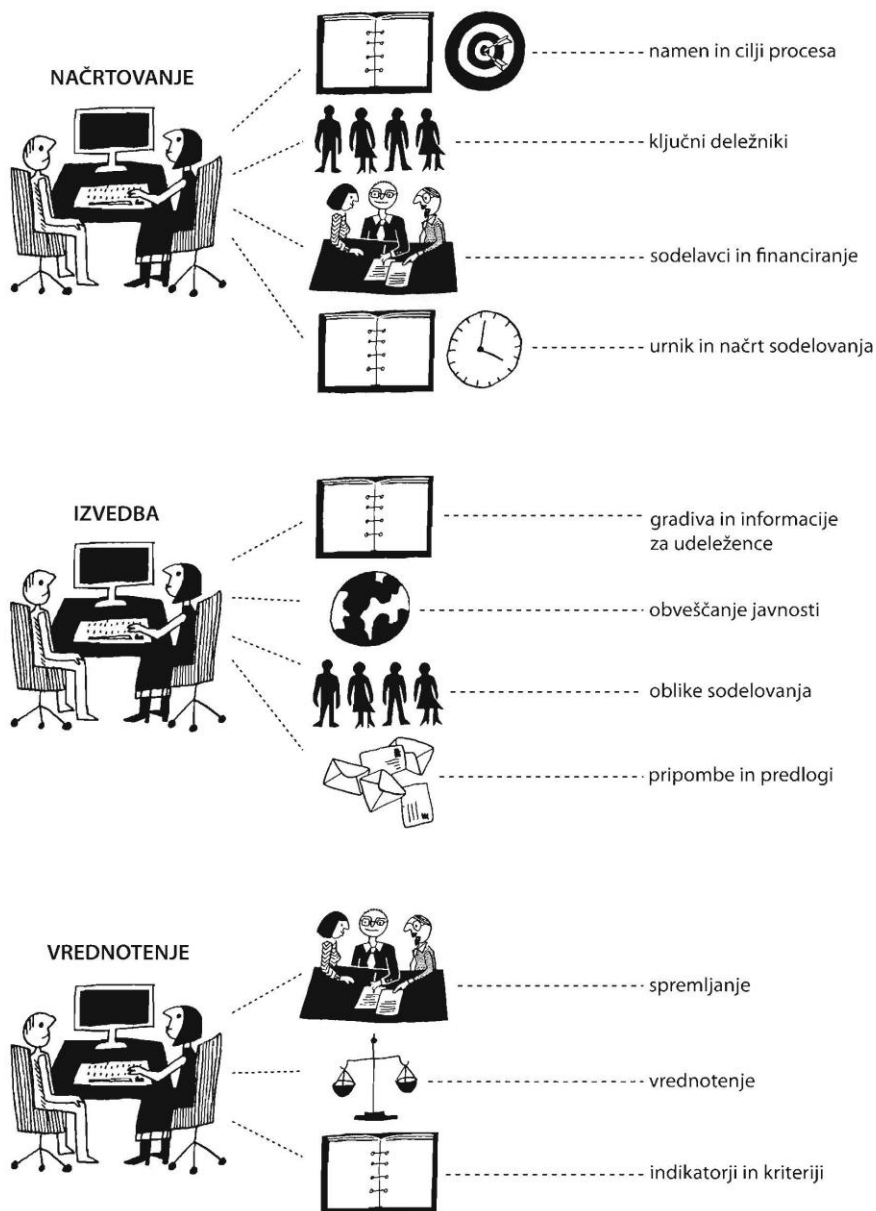 NAČRTOVANJE
namen in cilji procesa
ključni deležniki
sodelavci in financiranje
urnik in načrt sodelovanja
IZVEDBA
gradiva in informacije
za udeležence
obveščanje javnosti
oblike sodelovanja
pripombe in predlogi
VREDNOTENJE
spremljanje
vrednotenje
indikatorji in kriteriji